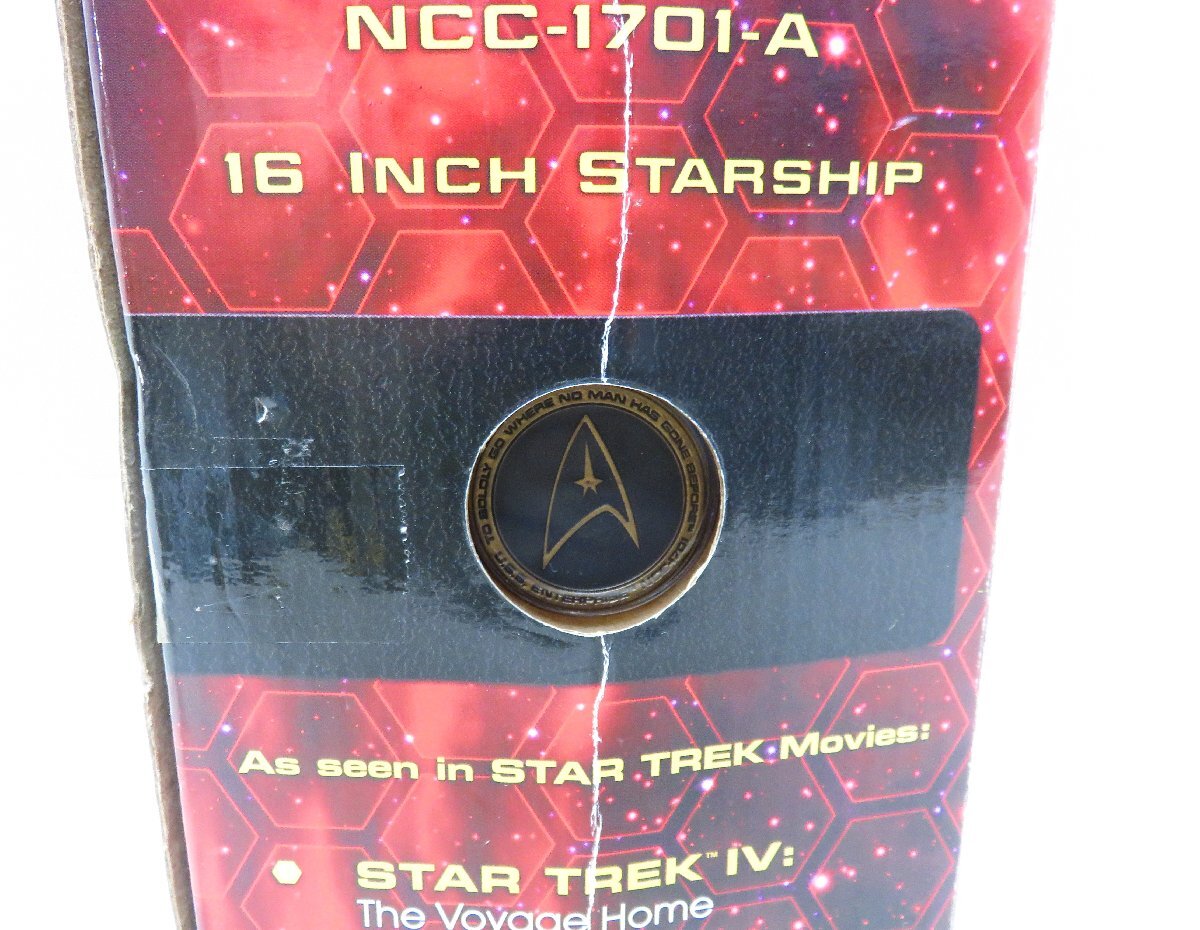 NCC-1701-A
16 INCH STARSHIP
TO BOLDLY GO WHERE NO MAN HAS GONE BEFORE
As seen in STAR TREK Movies:
STAR TREK™ IV:
The Voyage Home